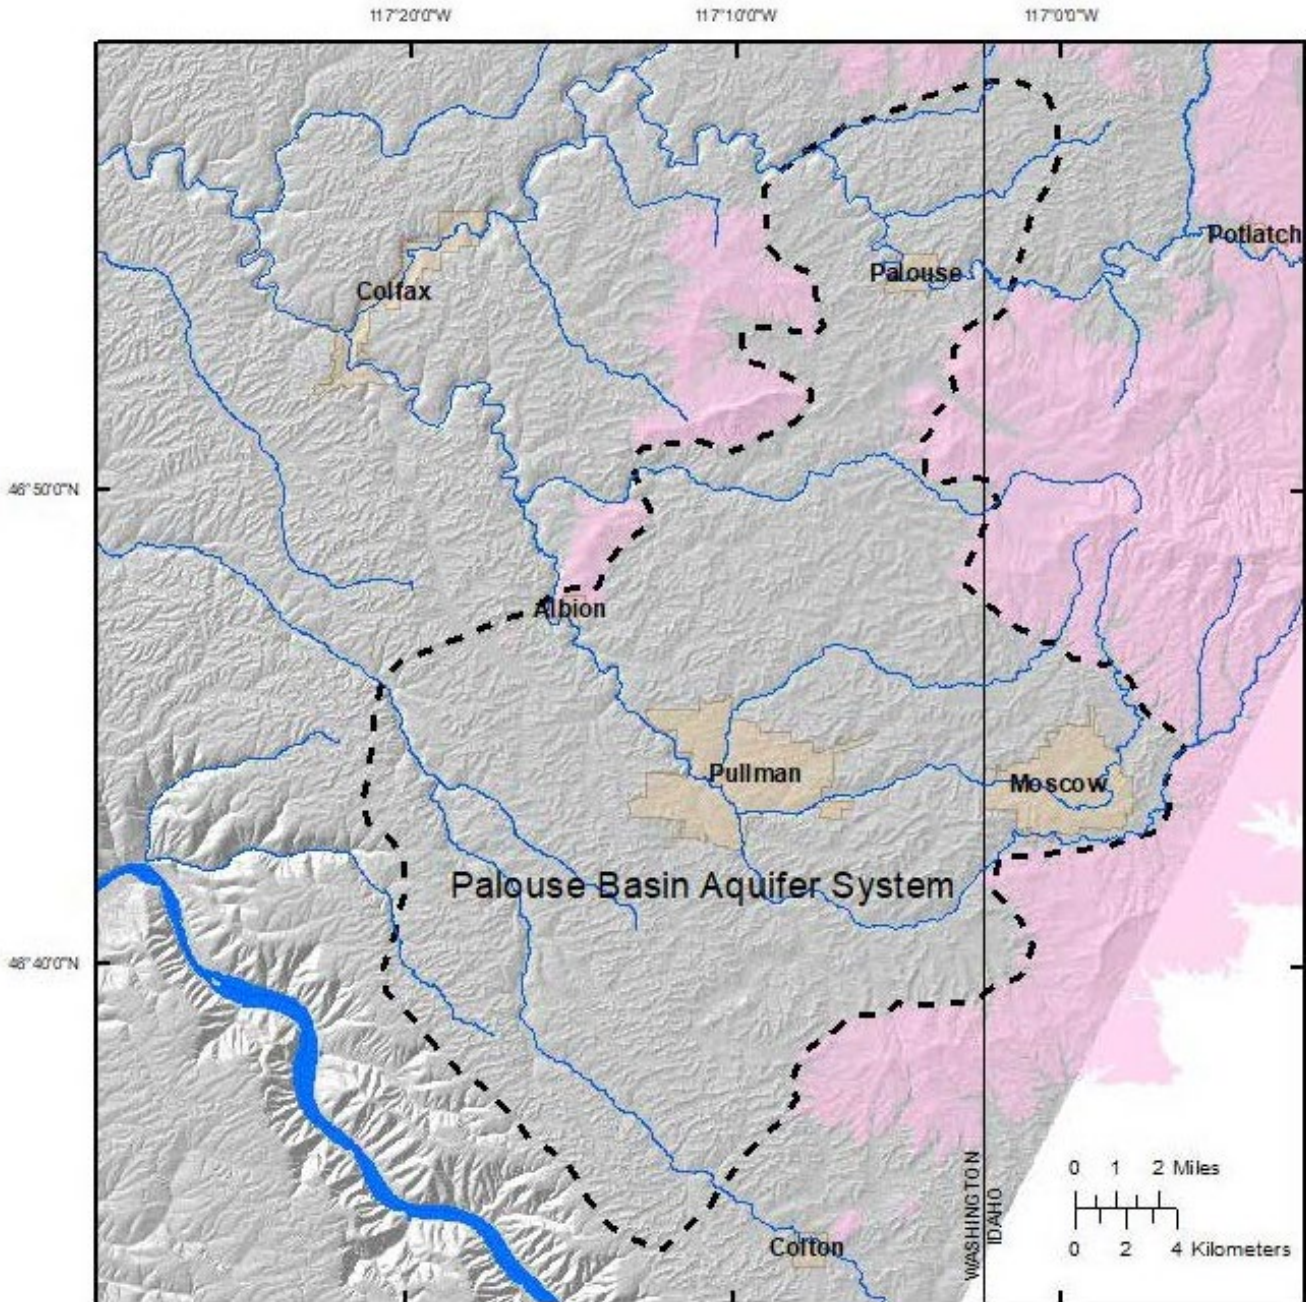 117°20'0"W
117°10'0"W
117°0'0"W
Potlatch
Palouse
Colfax
46°50'0"N
Albion
Pullman
Moscow
Palouse Basin Aquifer System
46°40'0"N
WASHINGTON
IDAHO
0 1 2 Miles
0 2 4 Kilometers
Colton